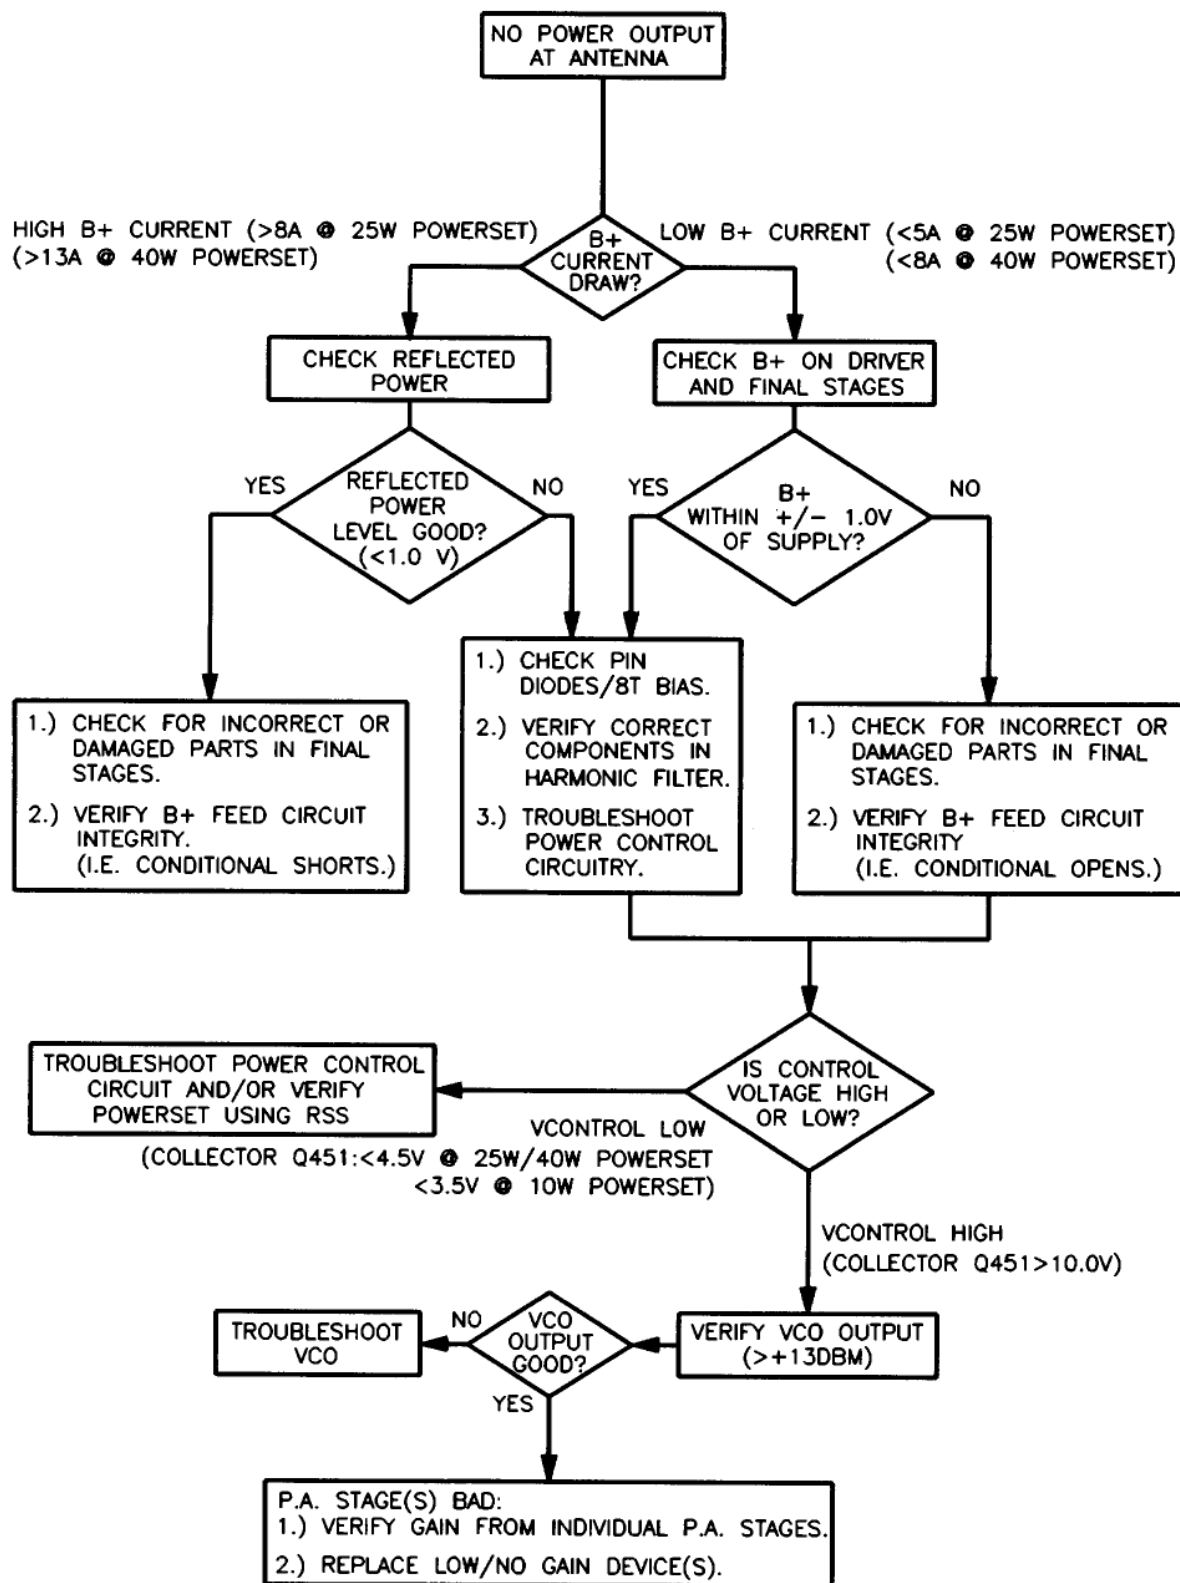 NO POWER OUTPUT
AT ANTENNA
HIGH B+ CURRENT (>8A @ 25W POWERSET)
(>13A @ 40W POWERSET)
B+
CURRENT
DRAW?
LOW B+ CURRENT (<5A @ 25W POWERSET)
(<8A @ 40W POWERSET)
CHECK REFLECTED
POWER
CHECK B+ ON DRIVER
AND FINAL STAGES
YES
REFLECTED
POWER
LEVEL GOOD?
(<1.0 V)
NO
YES
B+
WITHIN +/− 1.0V
OF SUPPLY?
NO
1.) CHECK FOR INCORRECT OR
DAMAGED PARTS IN FINAL
STAGES.
2.) VERIFY B+ FEED CIRCUIT
INTEGRITY.
(I.E. CONDITIONAL SHORTS.)
1.) CHECK PIN
DIODES/8T BIAS.
2.) VERIFY CORRECT
COMPONENTS IN
HARMONIC FILTER.
3.) TROUBLESHOOT
POWER CONTROL
CIRCUITRY.
1.) CHECK FOR INCORRECT OR
DAMAGED PARTS IN FINAL
STAGES.
2.) VERIFY B+ FEED CIRCUIT
INTEGRITY
(I.E. CONDITIONAL OPENS.)
TROUBLESHOOT POWER CONTROL
CIRCUIT AND/OR VERIFY
POWERSET USING RSS
IS CONTROL
VOLTAGE HIGH
OR LOW?
VCONTROL LOW
(COLLECTOR Q451:<4.5V @ 25W/40W POWERSET
<3.5V @ 10W POWERSET)
VCONTROL HIGH
(COLLECTOR Q451>10.0V)
TROUBLESHOOT
VCO
NO
VCO
OUTPUT
GOOD?
VERIFY VCO OUTPUT
(>+13DBM)
YES
P.A. STAGE(S) BAD:
1.) VERIFY GAIN FROM INDIVIDUAL P.A. STAGES.
2.) REPLACE LOW/NO GAIN DEVICE(S).